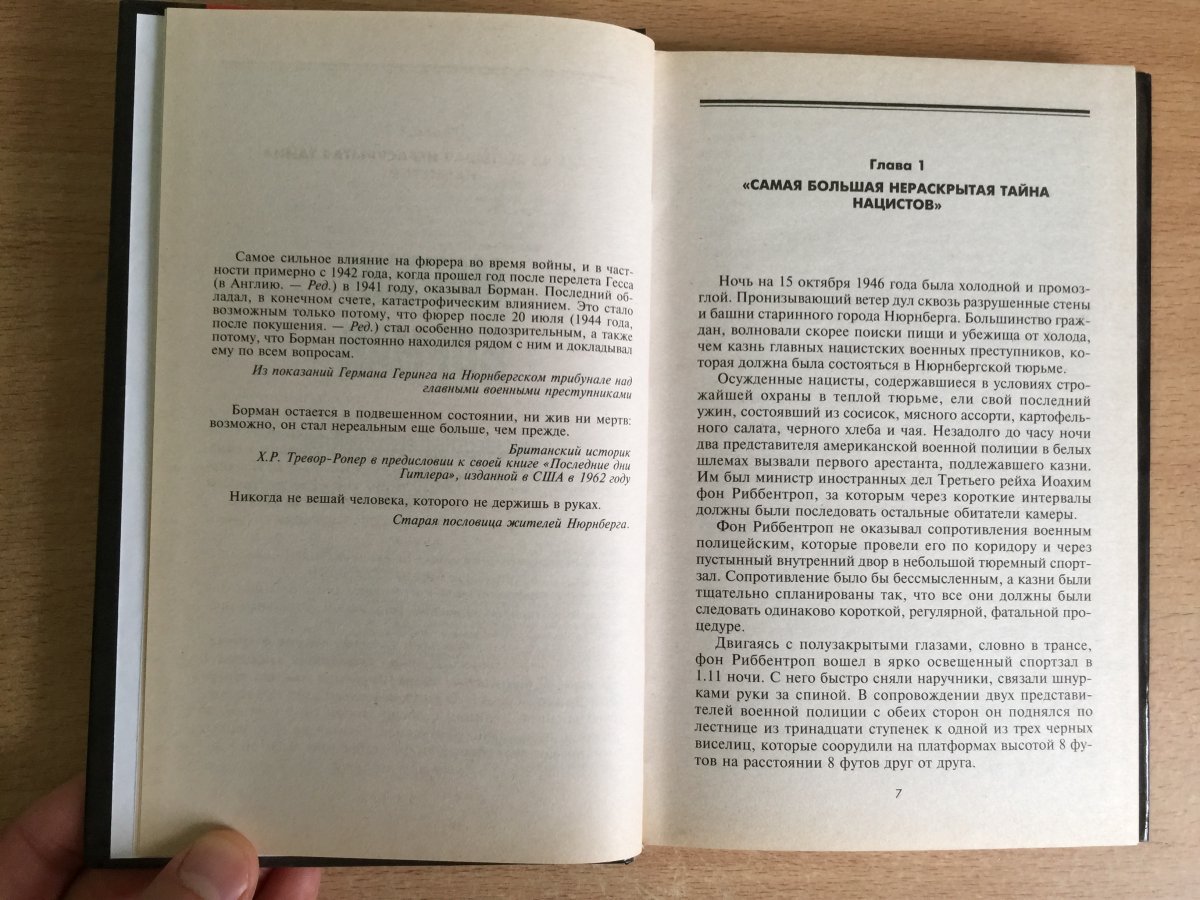 Самое сильное влияние на фюрера во время войны, и в част-
ности примерно с 1942 года, когда прошел год после перелета Гесса
(в Англию. — Ред.) в 1941 году, оказывал Борман. Последний об-
ладал, в конечном счете, катастрофическим влиянием. Это стало
возможным только потому, что фюрер после 20 июля (1944 года,
после покушения. — Ред.) стал особенно подозрительным, а также
потому, что Борман постоянно находился рядом с ним и докладывал
ему по всем вопросам.
Из показаний Германа Геринга на Нюрнбергском трибунале над
главными военными преступниками
Борман остается в подвешенном состоянии, ни жив ни мертв:
возможно, он стал нереальным еще больше, чем прежде.
Британский историк
Х.Р. Тревор-Ропер в предисловии к своей книге «Последние дни
Гитлера», изданной в США в 1962 году
Никогда не вешай человека, которого не держишь в руках.
Старая пословица жителей Нюрнберга.
Глава 1
«САМАЯ БОЛЬШАЯ НЕРАСКРЫТАЯ ТАЙНА
НАЦИСТОВ»
Ночь на 15 октября 1946 года была холодной и промоз-
глой. Пронизывающий ветер дул сквозь разрушенные стены
и башни старинного города Нюрнберга. Большинство граж-
дан, волновали скорее поиски пищи и убежища от холода,
чем казнь главных нацистских военных преступников, ко-
торая должна была состояться в Нюрнбергской тюрьме.
Осужденные нацисты, содержавшиеся в условиях стро-
жайшей охраны в теплой тюрьме, ели свой последний
ужин, состоявший из сосисок, мясного ассорти, картофель-
ного салата, черного хлеба и чая. Незадолго до часу ночи
два представителя американской военной полиции в белых
шлемах вызвали первого арестанта, подлежавшего казни.
Им был министр иностранных дел Третьего рейха Иоахим
фон Риббентроп, за которым через короткие интервалы
должны были последовать остальные обитатели камеры.
Фон Риббентроп не оказывал сопротивления военным
полицейским, которые провели его по коридору и через
пустынный внутренний двор в небольшой тюремный спорт-
зал. Сопротивление было бы бессмысленным, а казни были
тщательно спланированы так, что все они должны были
следовать одинаково короткой, регулярной, фатальной про-
цедуре.
Двигаясь с полузакрытыми глазами, словно в трансе,
фон Риббентроп вошел в ярко освещенный спортзал в
1.11 ночи. С него быстро сняли наручники, связали шнур-
ками руки за спиной. В сопровождении двух представи-
телей военной полиции с обеих сторон он поднялся по
лестнице из тринадцати ступенек к одной из трех черных
виселиц, которые соорудили на платформах высотой 8 фу-
тов на расстоянии 8 футов друг от друга.
7